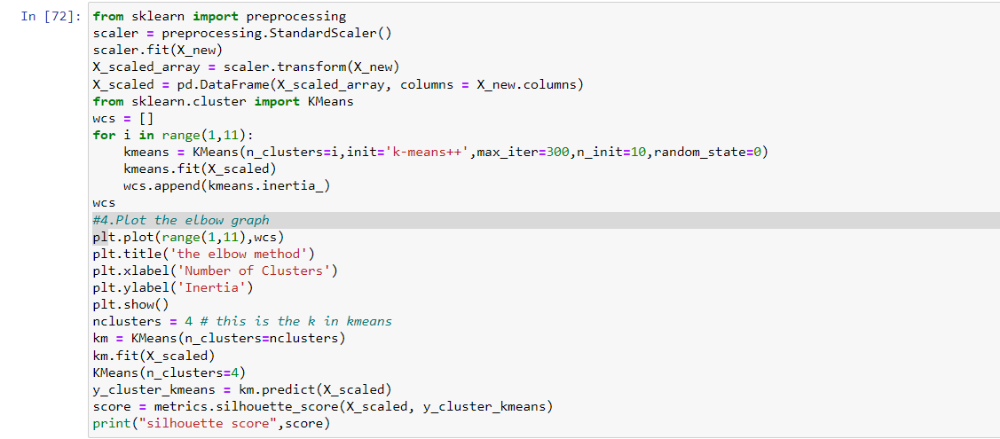 In [72]: from sklearn import preprocessing
scaler = preprocessing.StandardScaler()
scaler.fit(X_new)
X_scaled_array = scaler.transform(X_new)
X_scaled = pd.DataFrame(X_scaled_array, columns = X_new.columns)
from sklearn.cluster import KMeans
wcs = []
for i in range(1,11):
    kmeans = KMeans(n_clusters=i,init='k-means++',max_iter=300,n_init=10,random_state=0)
    kmeans.fit(X_scaled)
    wcs.append(kmeans.inertia_)
wcs
#4.Plot the elbow graph
plt.plot(range(1,11),wcs)
plt.title('the elbow method')
plt.xlabel('Number of Clusters')
plt.ylabel('Inertia')
plt.show()
nclusters = 4 # this is the k in kmeans
km = KMeans(n_clusters=nclusters)
km.fit(X_scaled)
KMeans(n_clusters=4)
y_cluster_kmeans = km.predict(X_scaled)
score = metrics.silhouette_score(X_scaled, y_cluster_kmeans)
print("silhouette score",score)